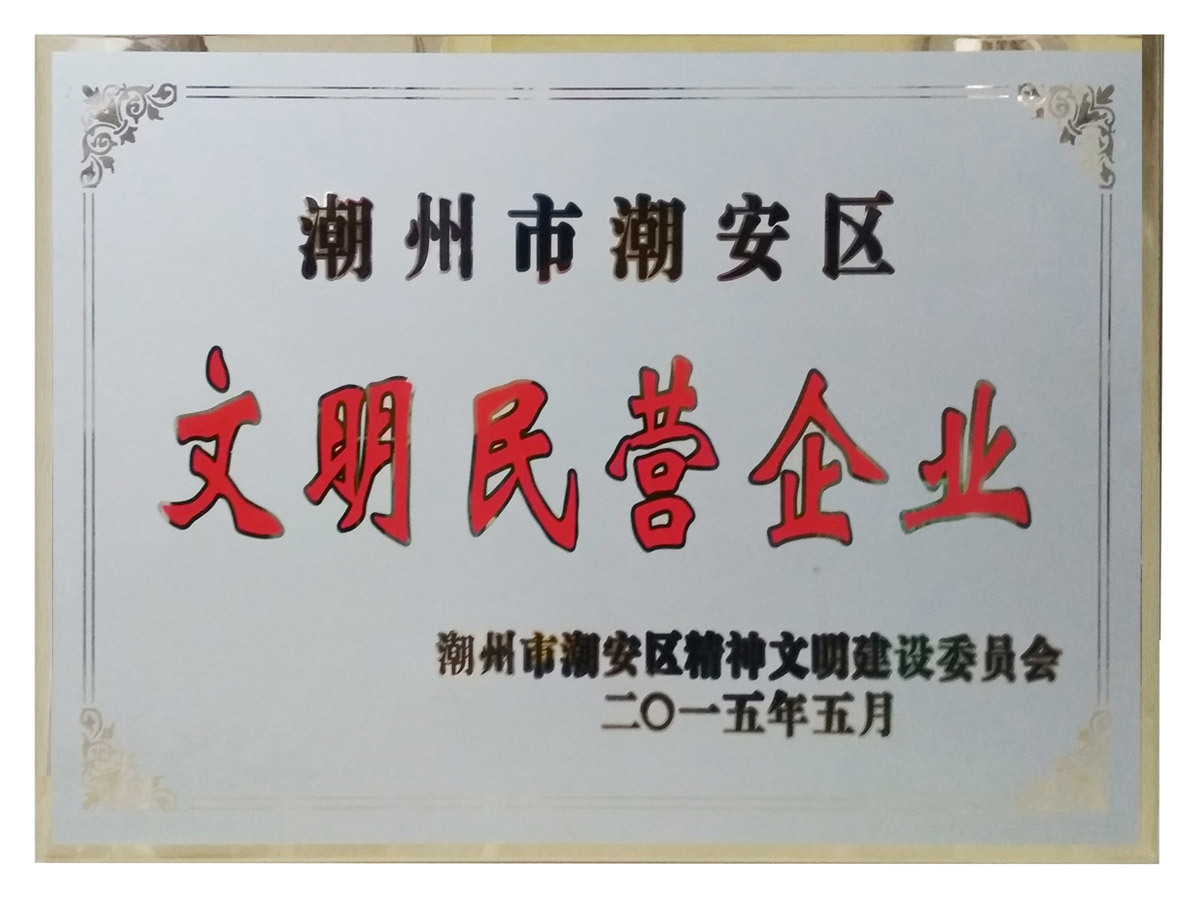 潮州市潮安区
文明民营企业
潮州市潮安区精神文明建设委员会
二〇一五年五月